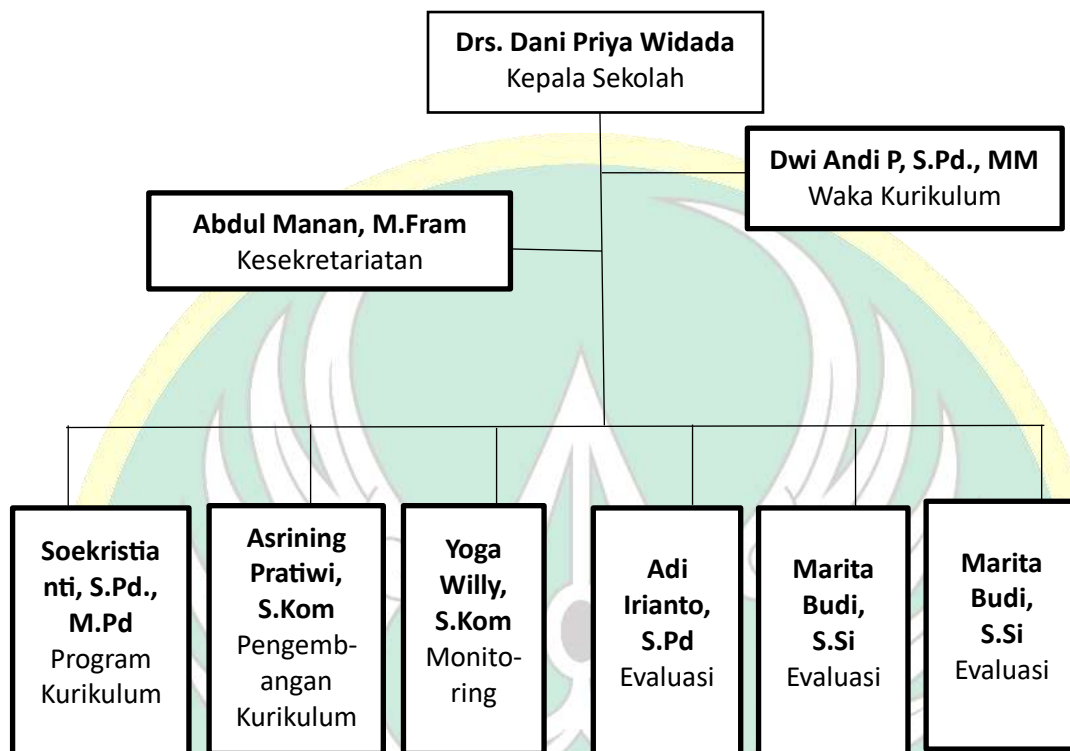 Drs. Dani Priya Widada
Kepala Sekolah
Dwi Andi P, S.Pd., MM
Waka Kurikulum
Abdul Manan, M.Fram
Kesekretariatan
Soekristia
nti, S.Pd.,
M.Pd
Program
Kurikulum
Asrining
Pratiwi,
S.Kom
Pengemb-
angan
Kurikulum
Yoga
Willy,
S.Kom
Monito-
ring
Adi
Irianto,
S.Pd
Evaluasi
Marita
Budi,
S.Si
Evaluasi
Marita
Budi,
S.Si
Evaluasi